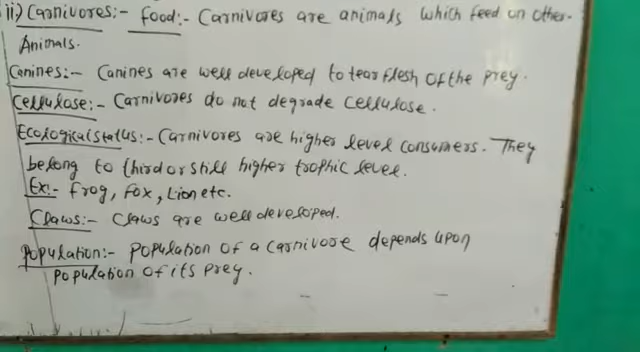 ii) Carnivores:- Food:- Carnivores are animals which feed on other-
Animals.
Canines:- Canines are well developed to tear flesh of the prey.
Cellulose:- Carnivores do not degrade cellulose.
Ecological status:- Carnivores are higher level consumers. They
belong to third or still higher trophic level.
Ex:- Frog, Fox, Lion etc.
Claws:- Claws are well developed.
Population:- Population of a carnivore depends upon
population of its prey.